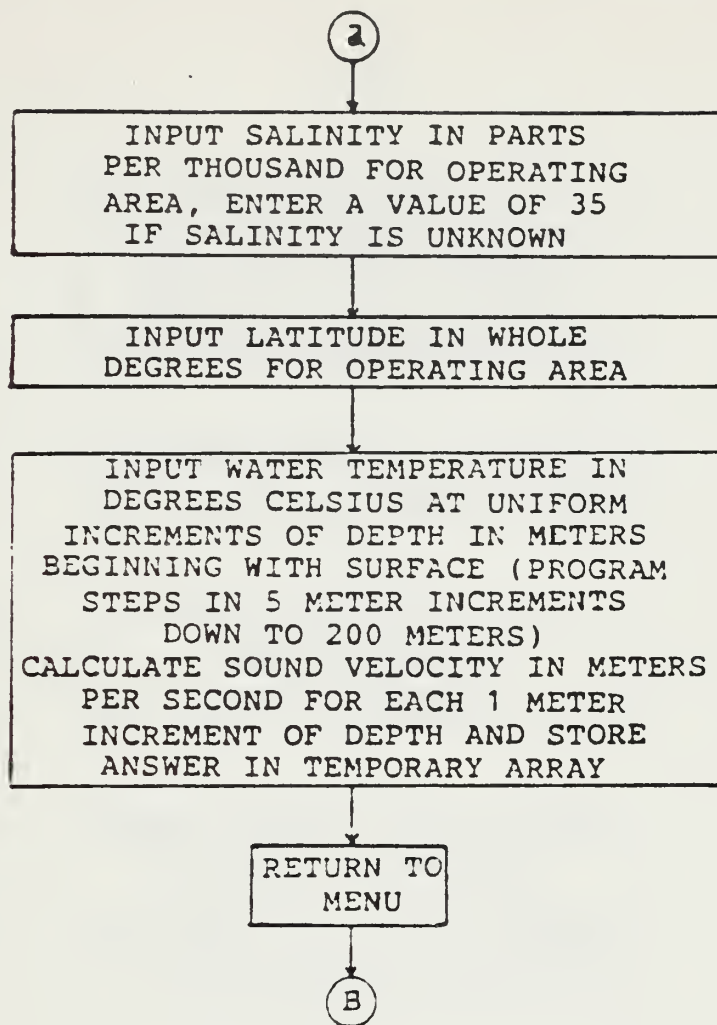 a
INPUT SALINITY IN PARTS
PER THOUSAND FOR OPERATING
AREA, ENTER A VALUE OF 35
IF SALINITY IS UNKNOWN
INPUT LATITUDE IN WHOLE
DEGREES FOR OPERATING AREA
INPUT WATER TEMPERATURE IN
DEGREES CELSIUS AT UNIFORM
INCREMENTS OF DEPTH IN METERS
BEGINNING WITH SURFACE (PROGRAM
STEPS IN 5 METER INCREMENTS
DOWN TO 200 METERS)
CALCULATE SOUND VELOCITY IN METERS
PER SECOND FOR EACH 1 METER
INCREMENT OF DEPTH AND STORE
ANSWER IN TEMPORARY ARRAY
RETURN TO
MENU
B